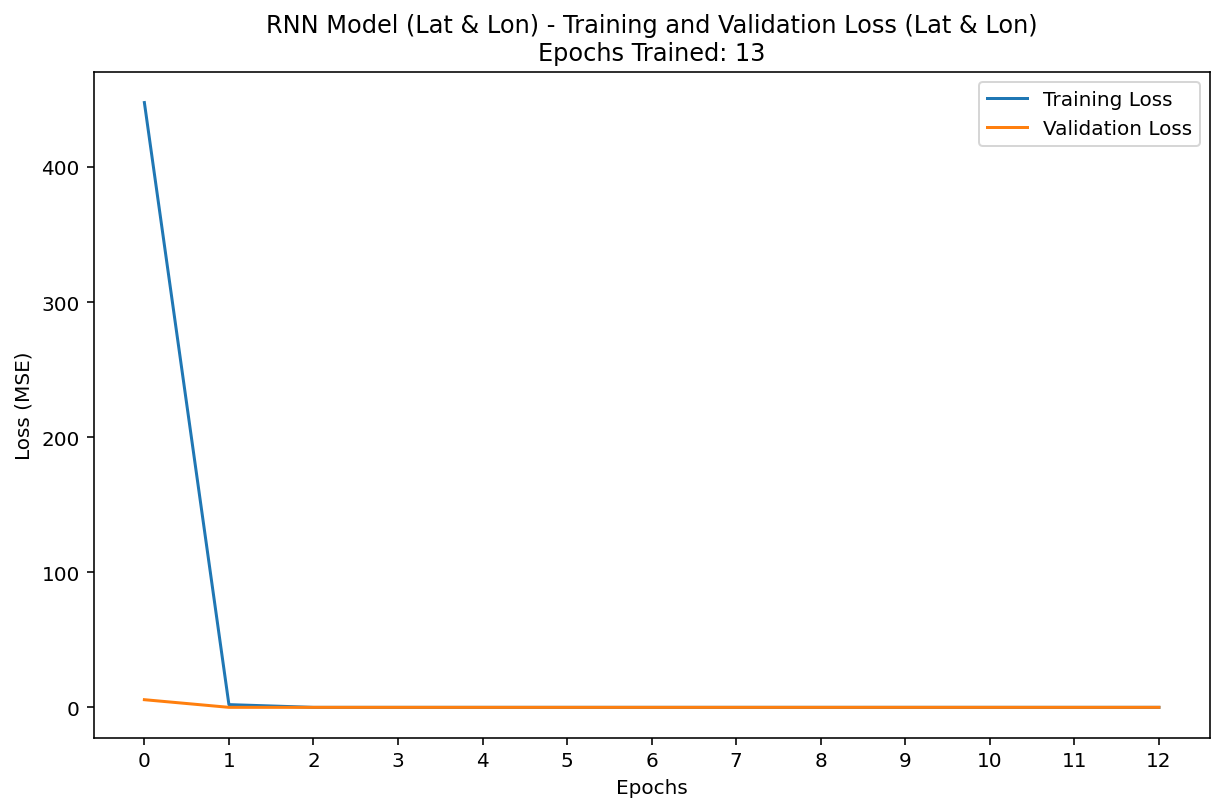 RNN Model (Lat & Lon) - Training and Validation Loss (Lat & Lon)
Epochs Trained: 13
Training Loss
Validation Loss
Loss (MSE)
400
300
200
100
0
0 1 2 3 4 5 6 7 8 9 10 11 12
Epochs